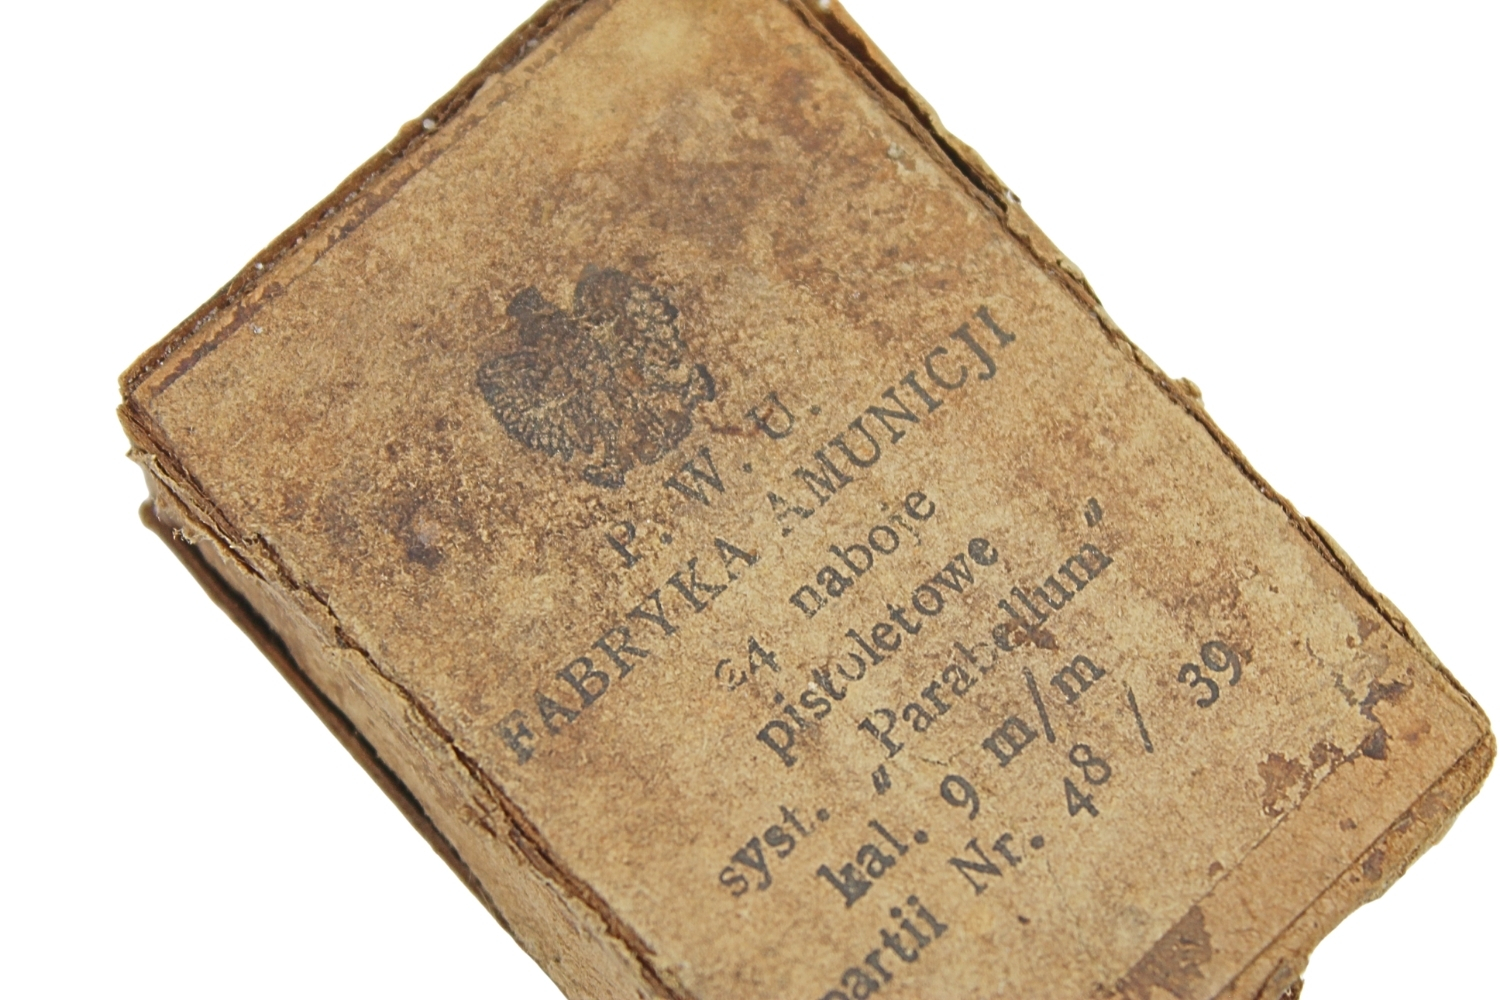 P. W. U.
FABRYKA AMUNICJI
24 naboje
pistoletowe
syst. "Parabellum"
kal. 9 m/m
partii Nr. 48 / 39